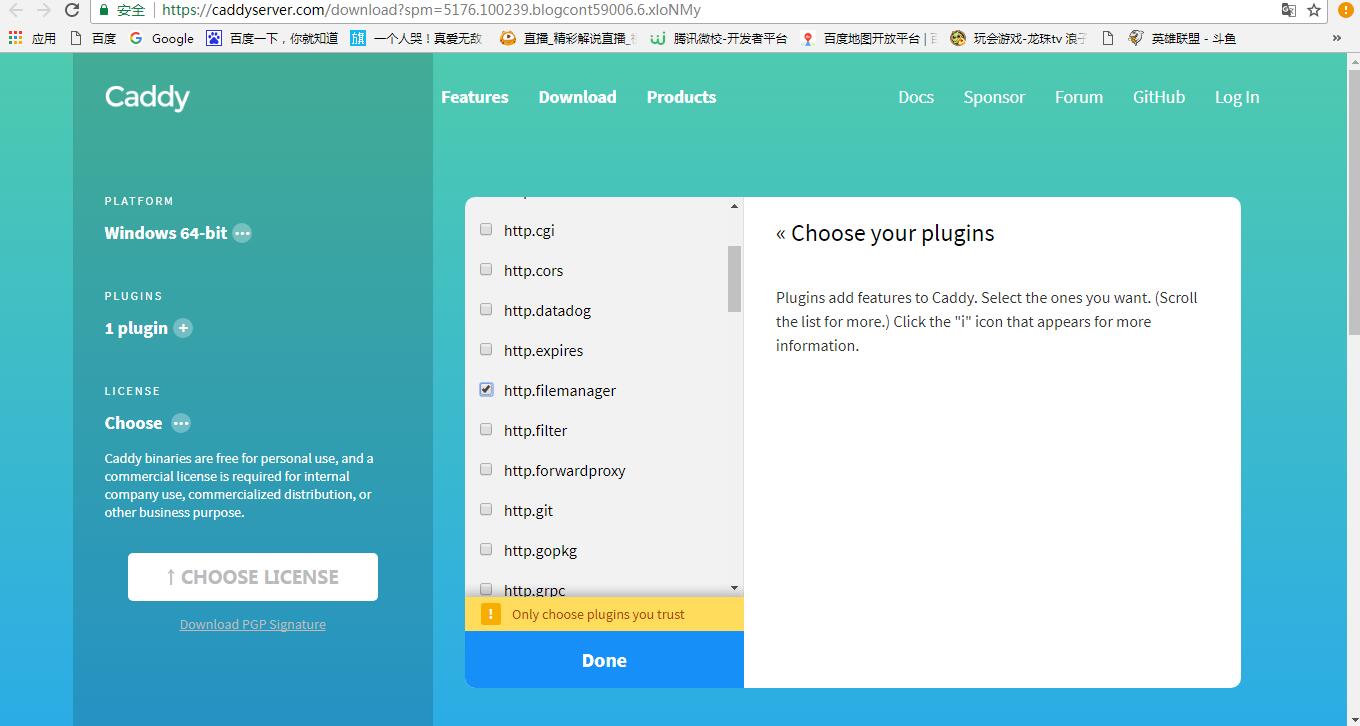 安全 https://caddyserver.com/download?spm=5176.100239.blogcont59006.6.xIoNMy
应用 百度 Google 百度一下，你就知道 一个人哭！真爱无敌 直播_精彩解说直播_ 腾讯微校-开发者平台 百度地图开放平台 | 玩会游戏-龙珠tv 浪子 英雄联盟 - 斗鱼 »
Caddy
Features Download Products Docs Sponsor Forum GitHub Log In
PLATFORM
Windows 64-bit
PLUGINS
1 plugin +
LICENSE
Choose
Caddy binaries are free for personal use, and a
commercial license is required for internal
company use, commercialized distribution, or
other business purpose.
↑ CHOOSE LICENSE
Download PGP Signature
http.cgi
http.cors
http.datadog
http.expires
http.filemanager
http.filter
http.forwardproxy
http.git
http.gopkg
http.grpc
! Only choose plugins you trust
Done
« Choose your plugins
Plugins add features to Caddy. Select the ones you want. (Scroll
the list for more.) Click the "i" icon that appears for more
information.